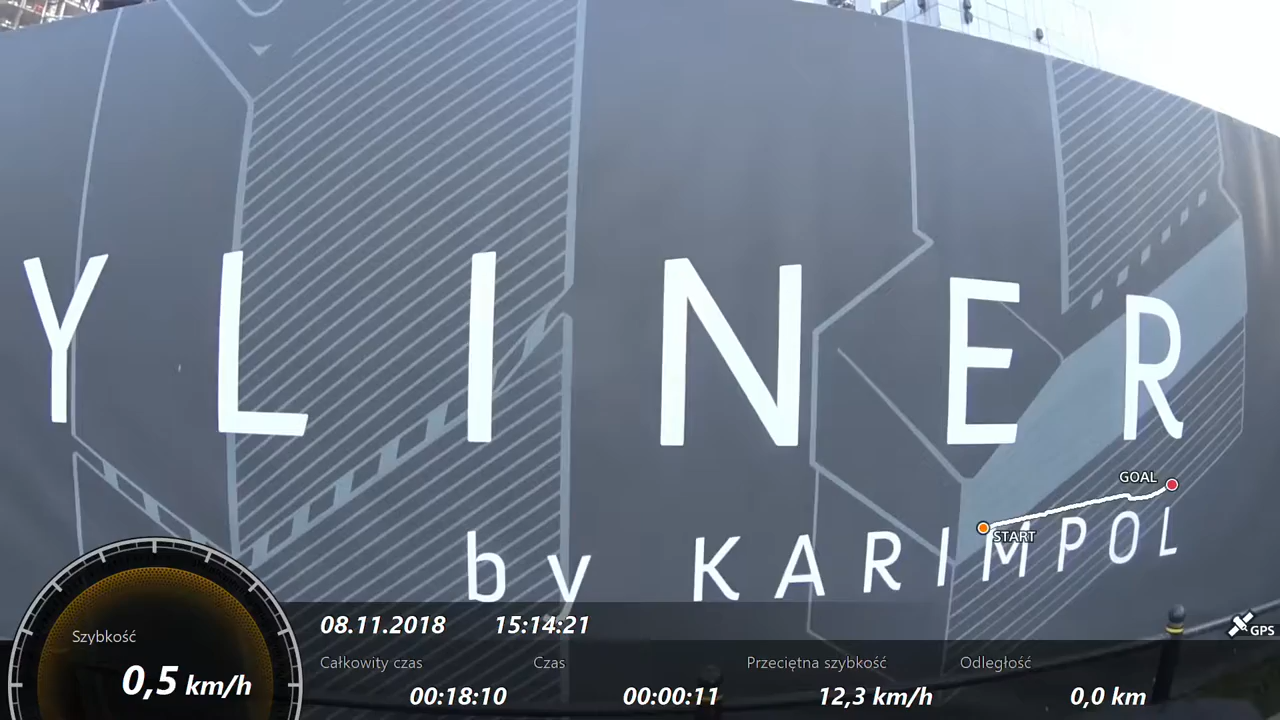 YLINER
by KARIMPOL
GOAL
START
GPS
08.11.2018 15:14:21
Szybkość
0,5 km/h
Całkowity czas Czas Przeciętna szybkość Odległość
00:18:10 00:00:11 12,3 km/h 0,0 km